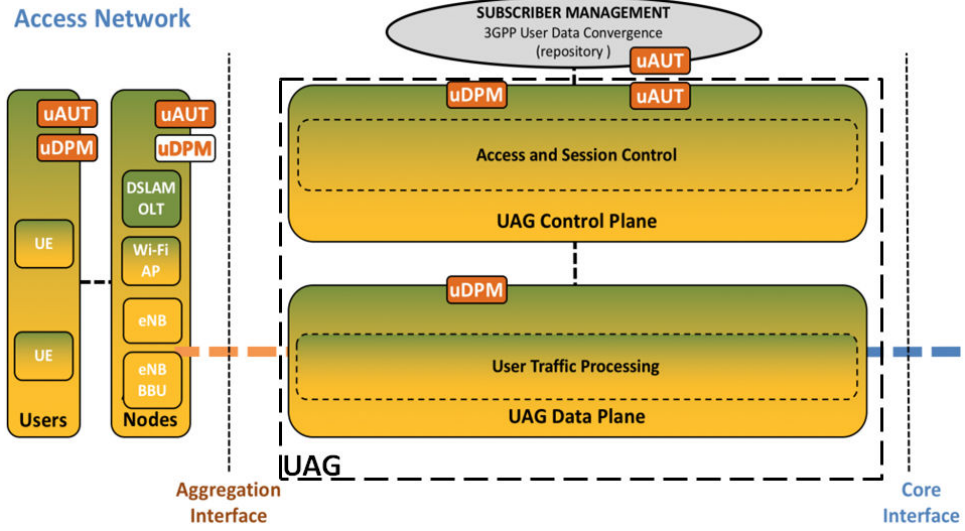 Access Network
SUBSCRIBER MANAGEMENT
3GPP User Data Convergence
(repository )
uAUT
uAUT
uDPM
uAUT
uDPM
DSLAM
OLT
Wi-Fi
AP
eNB
eNB
BBU
UE
UE
Users
Nodes
uDPM
uAUT
Access and Session Control
UAG Control Plane
uDPM
User Traffic Processing
UAG Data Plane
UAG
Aggregation
Interface
Core
Interface